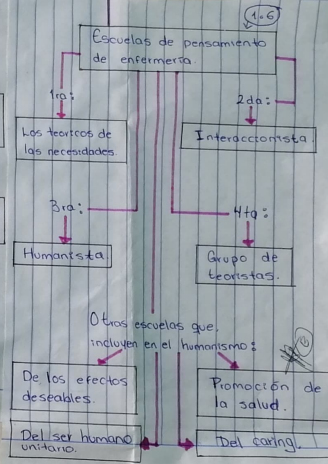 1.6
Escuelas de pensamiento
de enfermería
1ra:
2da:
Los teóricos de
las necesidades.
Interaccionista.
3ra:
4ta:
Humanista.
Grupo de
teoristas.
Otros escuelas que
incluyen en el humanismo:
De los efectos
deseables.
Promoción de
la salud.
Del ser humano
unitario.
Del caring.